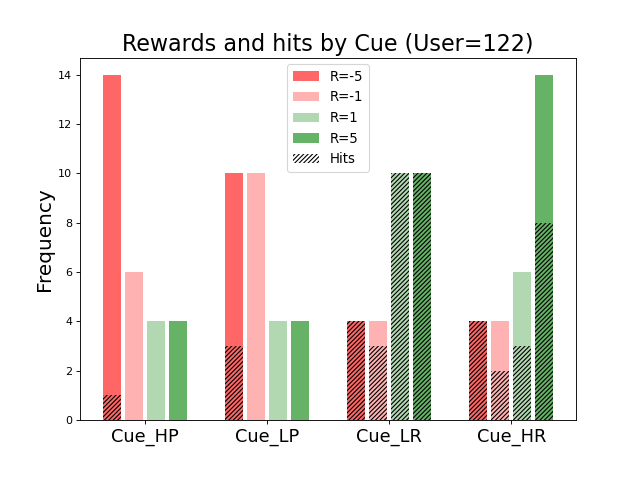 Rewards and hits by Cue (User=122)
R=-5
R=-1
R=1
R=5
Hits
Frequency
14
12
10
8
6
4
2
0
Cue_HP
Cue_LP
Cue_LR
Cue_HR